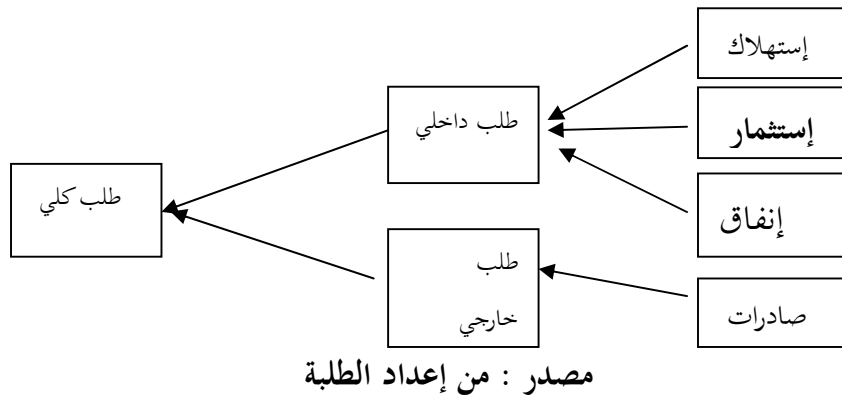 إستهلاك
إستثمار
إنفاق
صادرات
طلب داخلي
طلب
خارجي
طلب كلي
مصدر : من إعداد الطلبة